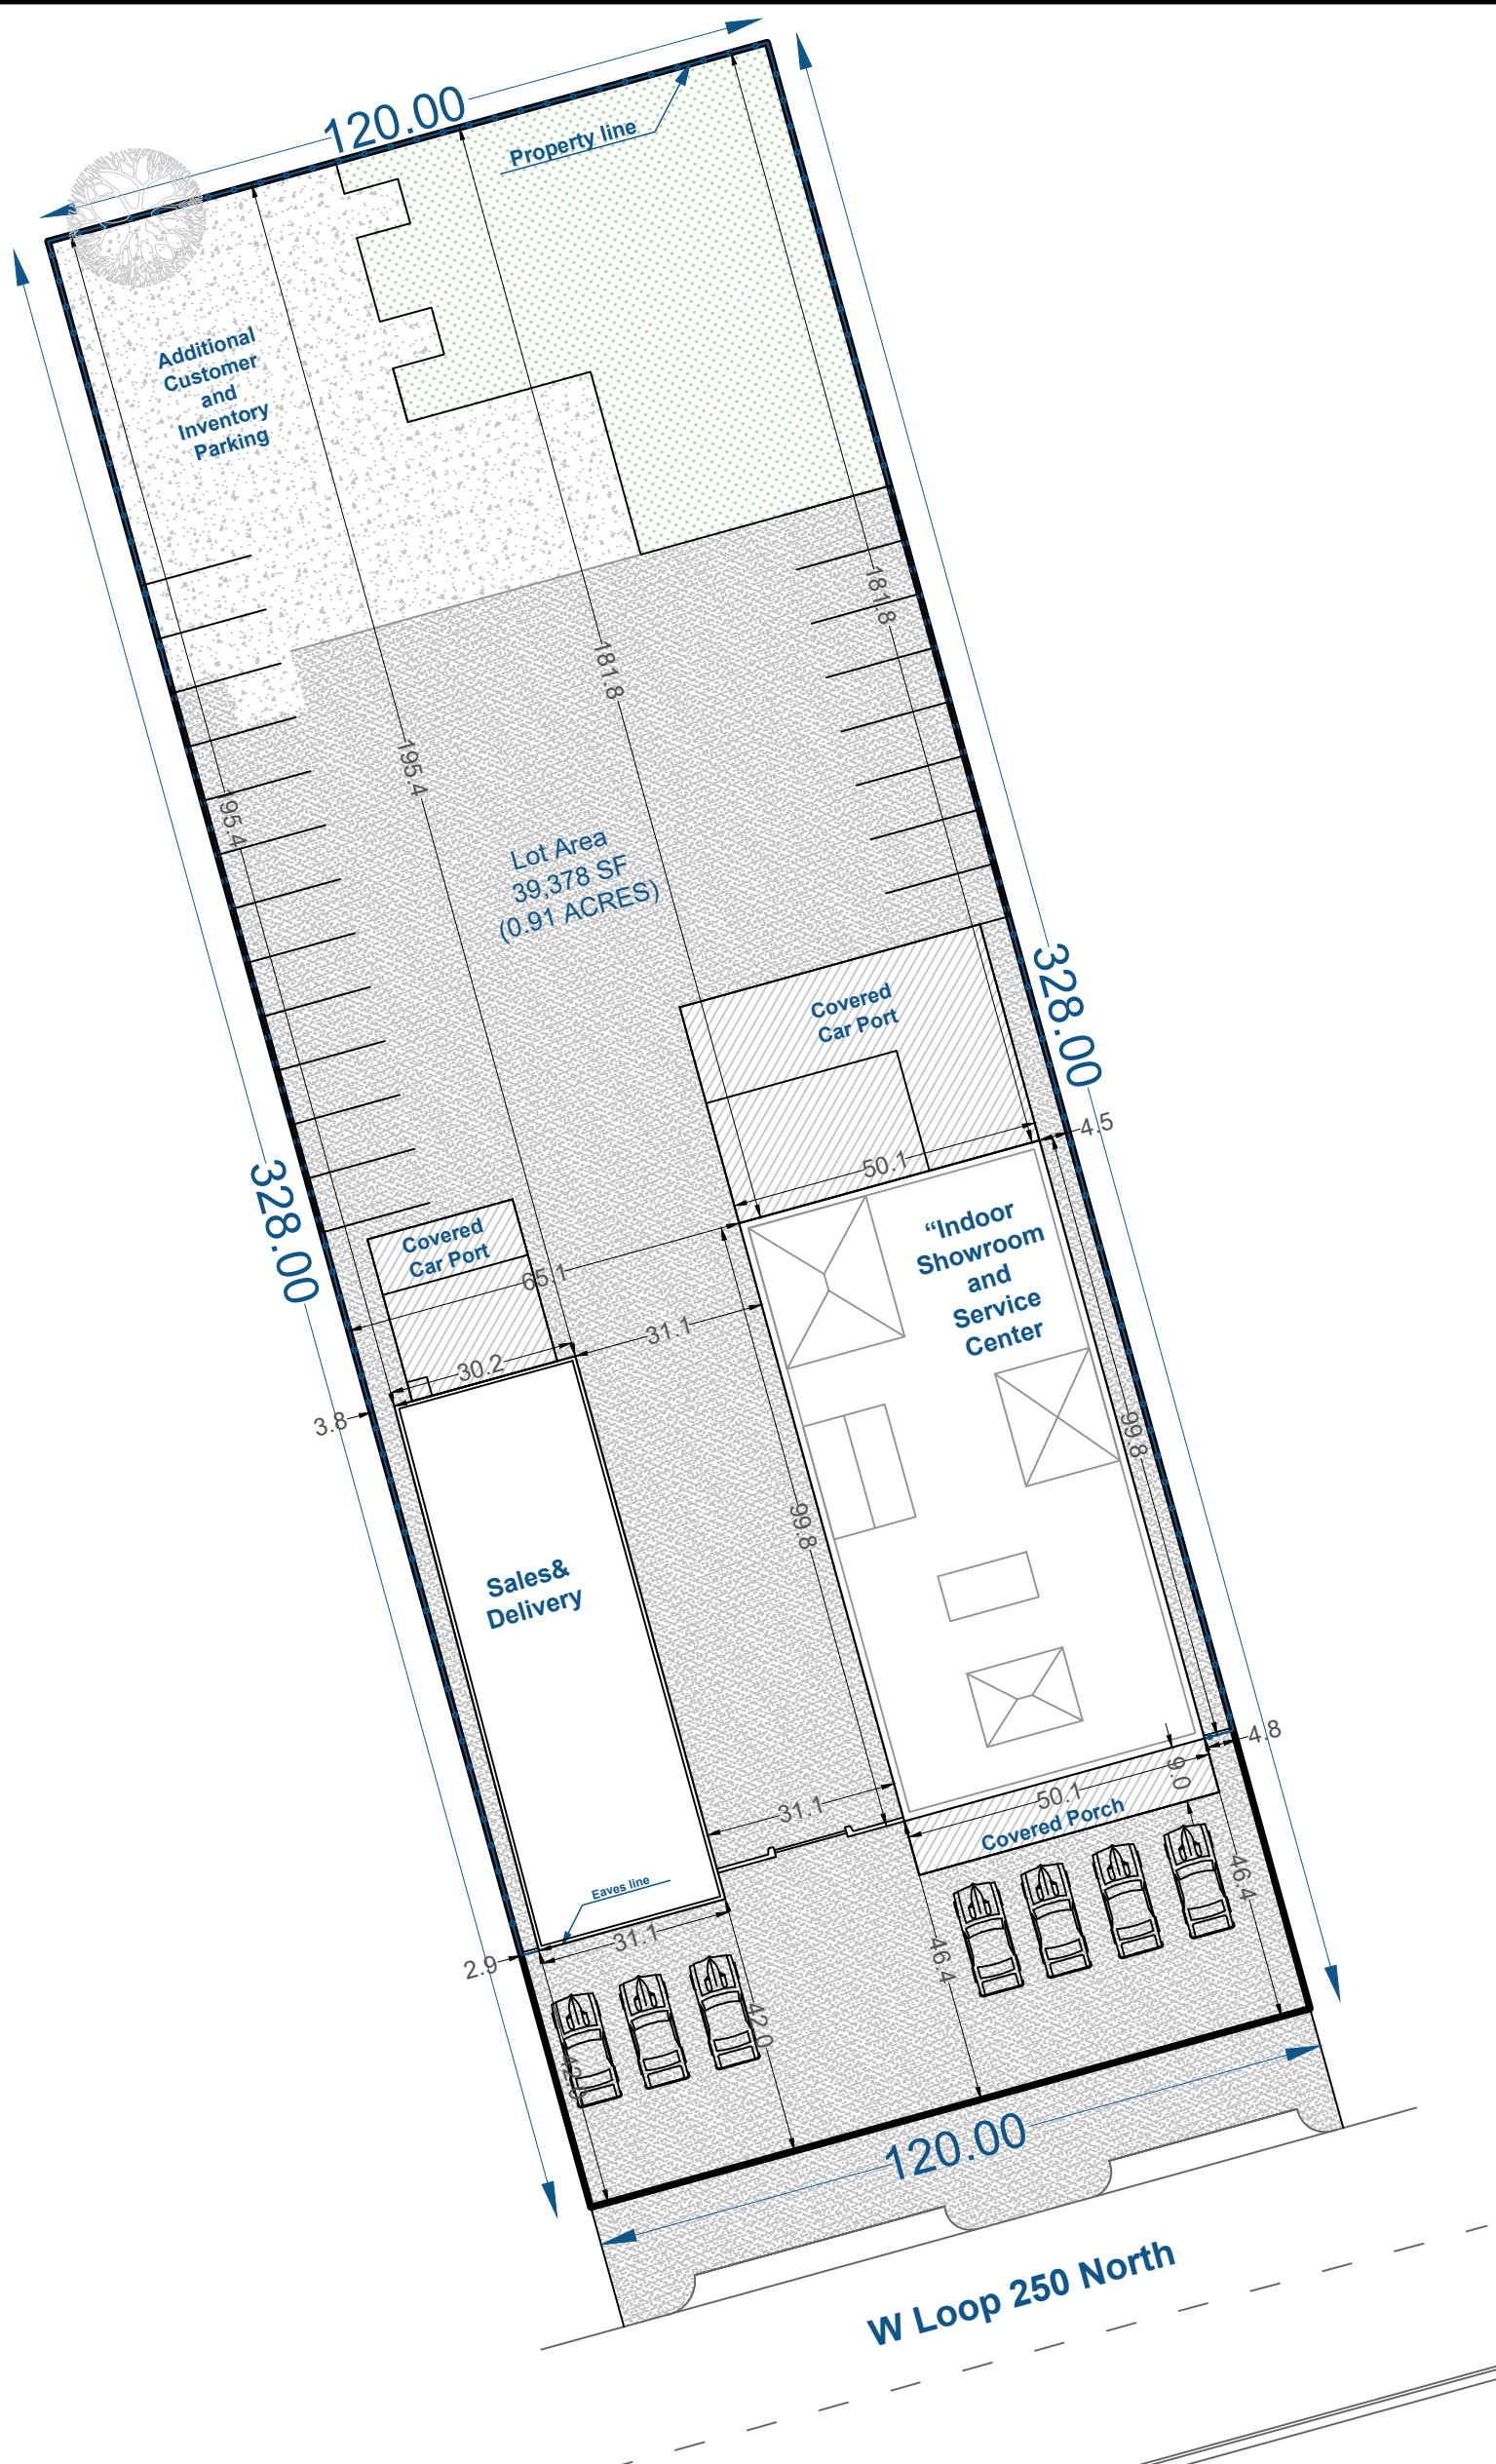 120.00
Property line
Additional
Customer
and
Inventory
Parking
181.8
181.8
195.4
195.4
Lot Area
39,378 SF
(0.91 ACRES)
328.00
Covered
Car Port
4.5
50.1
328.00
Covered
Car Port
65.1
31.1
30.2
3.8
“Indoor
Showroom
and
Service
Center
99.8
99.8
Sales&
Delivery
4.8
9.0
50.1
Covered Porch
31.1
Eaves line
31.1
2.9
46.4
46.4
42.0
42.0
120.00
W Loop 250 North